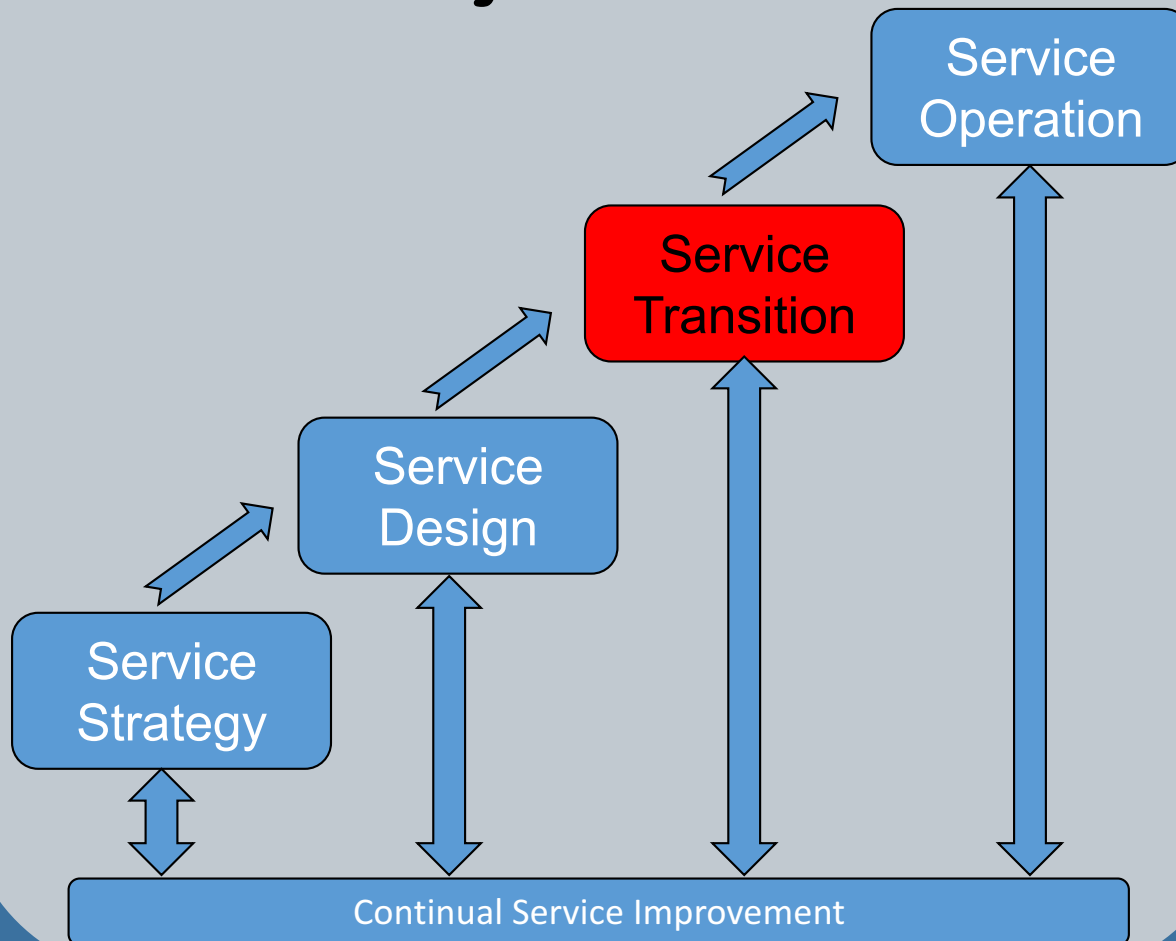 Service
Operation
Service
Transition
Service
Design
Service
Strategy
Continual Service Improvement